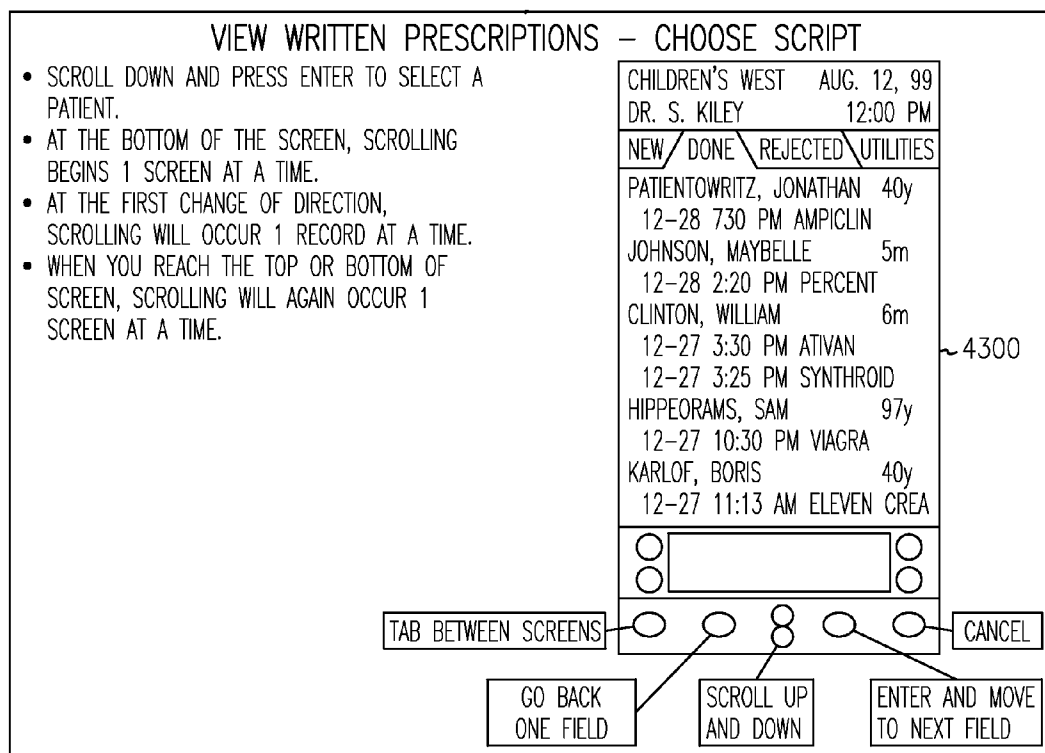 VIEW WRITTEN PRESCRIPTIONS – CHOOSE SCRIPT
• SCROLL DOWN AND PRESS ENTER TO SELECT A
PATIENT.
• AT THE BOTTOM OF THE SCREEN, SCROLLING
BEGINS 1 SCREEN AT A TIME.
• AT THE FIRST CHANGE OF DIRECTION,
SCROLLING WILL OCCUR 1 RECORD AT A TIME.
• WHEN YOU REACH THE TOP OR BOTTOM OF
SCREEN, SCROLLING WILL AGAIN OCCUR 1
SCREEN AT A TIME.
CHILDREN'S WEST AUG. 12, 99
DR. S. KILEY 12:00 PM
NEW DONE REJECTED UTILITIES
PATIENTOWRITZ, JONATHAN 40y
12–28 730 PM AMPICLIN
JOHNSON, MAYBELLE 5m
12–28 2:20 PM PERCENT
CLINTON, WILLIAM 6m
12–27 3:30 PM ATIVAN
12–27 3:25 PM SYNTHROID
HIPPEORAMS, SAM 97y
12–27 10:30 PM VIAGRA
KARLOF, BORIS 40y
12–27 11:13 AM ELEVEN CREA
4300
TAB BETWEEN SCREENS
CANCEL
GO BACK
ONE FIELD
SCROLL UP
AND DOWN
ENTER AND MOVE
TO NEXT FIELD